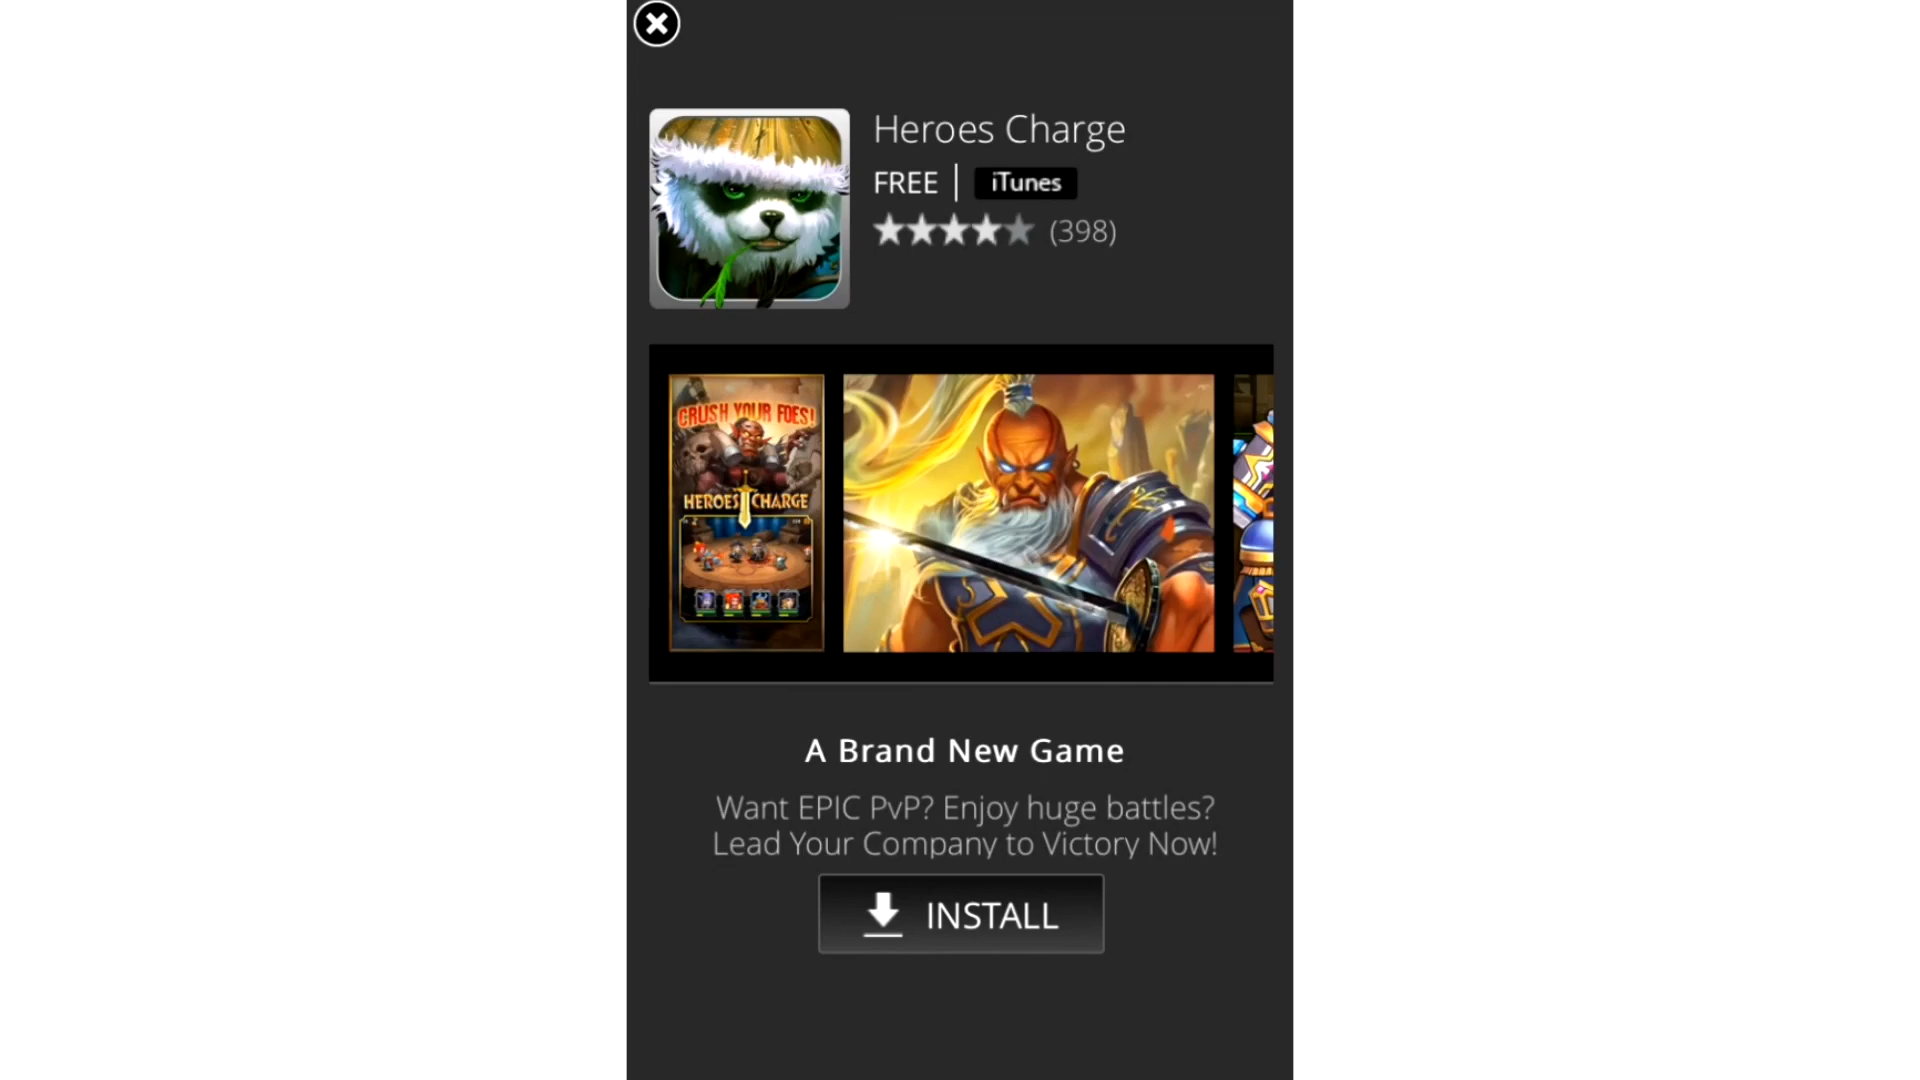 Heroes Charge
FREE
iTunes
(398)
CRUSH YOUR FOES!
HEROES CHARGE
A Brand New Game
Want EPIC PvP? Enjoy huge battles?
Lead Your Company to Victory Now!
INSTALL